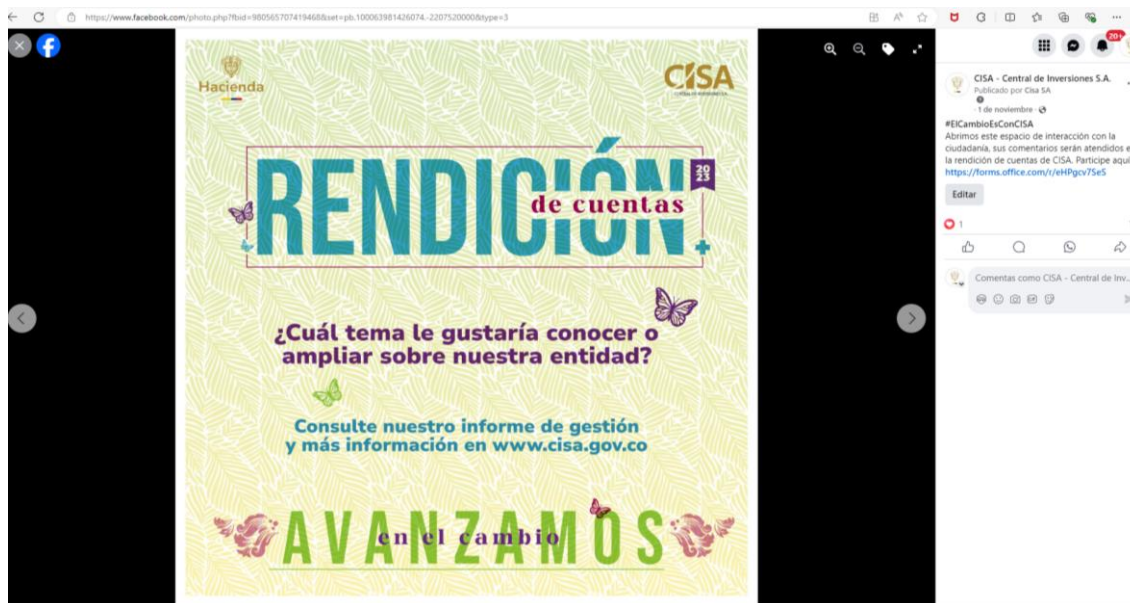 https://www.facebook.com/photo.php?fbid=980565707419468&set=pb.100063981426074.-2207520000&type=3
20+
Hacienda
CISA
RENDICIÓN
2023
de cuentas
¿Cuál tema le gustaría conocer o
ampliar sobre nuestra entidad?
Consulte nuestro informe de gestión
y más información en www.cisa.gov.co
AVANZAMOS
en el cambio
CISA - Central de Inversiones S.A.
Publicado por Cisa SA
· 1 de noviembre ·
#ElCambioEsConCISA
Abrimos este espacio de interacción con la
ciudadanía, sus comentarios serán atendidos e
la rendición de cuentas de CISA. Participe aquí
https://forms.office.com/r/eHPgcv7SeS
Editar
1
Comentas como CISA - Central de Inv...